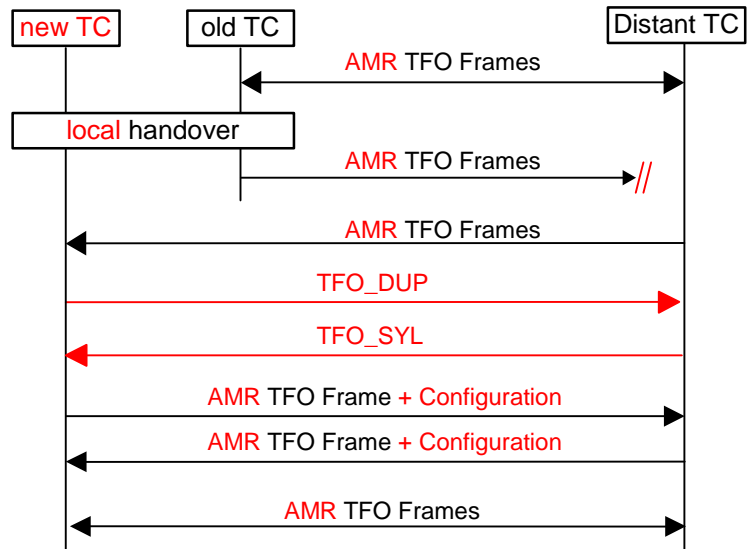 new TC
old TC
Distant TC
AMR TFO Frames
local handover
AMR TFO Frames
AMR TFO Frames
TFO_DUP
TFO_SYL
AMR TFO Frame + Configuration
AMR TFO Frame + Configuration
AMR TFO Frames